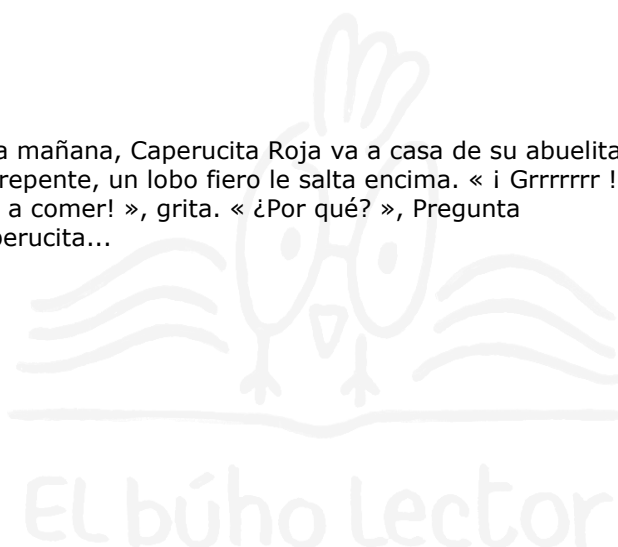 a mañana, Caperucita Roja va a casa de su abuelita
repente, un lobo fiero le salta encima. « ¡ Grrrrrrr !
a comer! », grita. « ¿Por qué? », Pregunta
perucita...
EL búho Lector